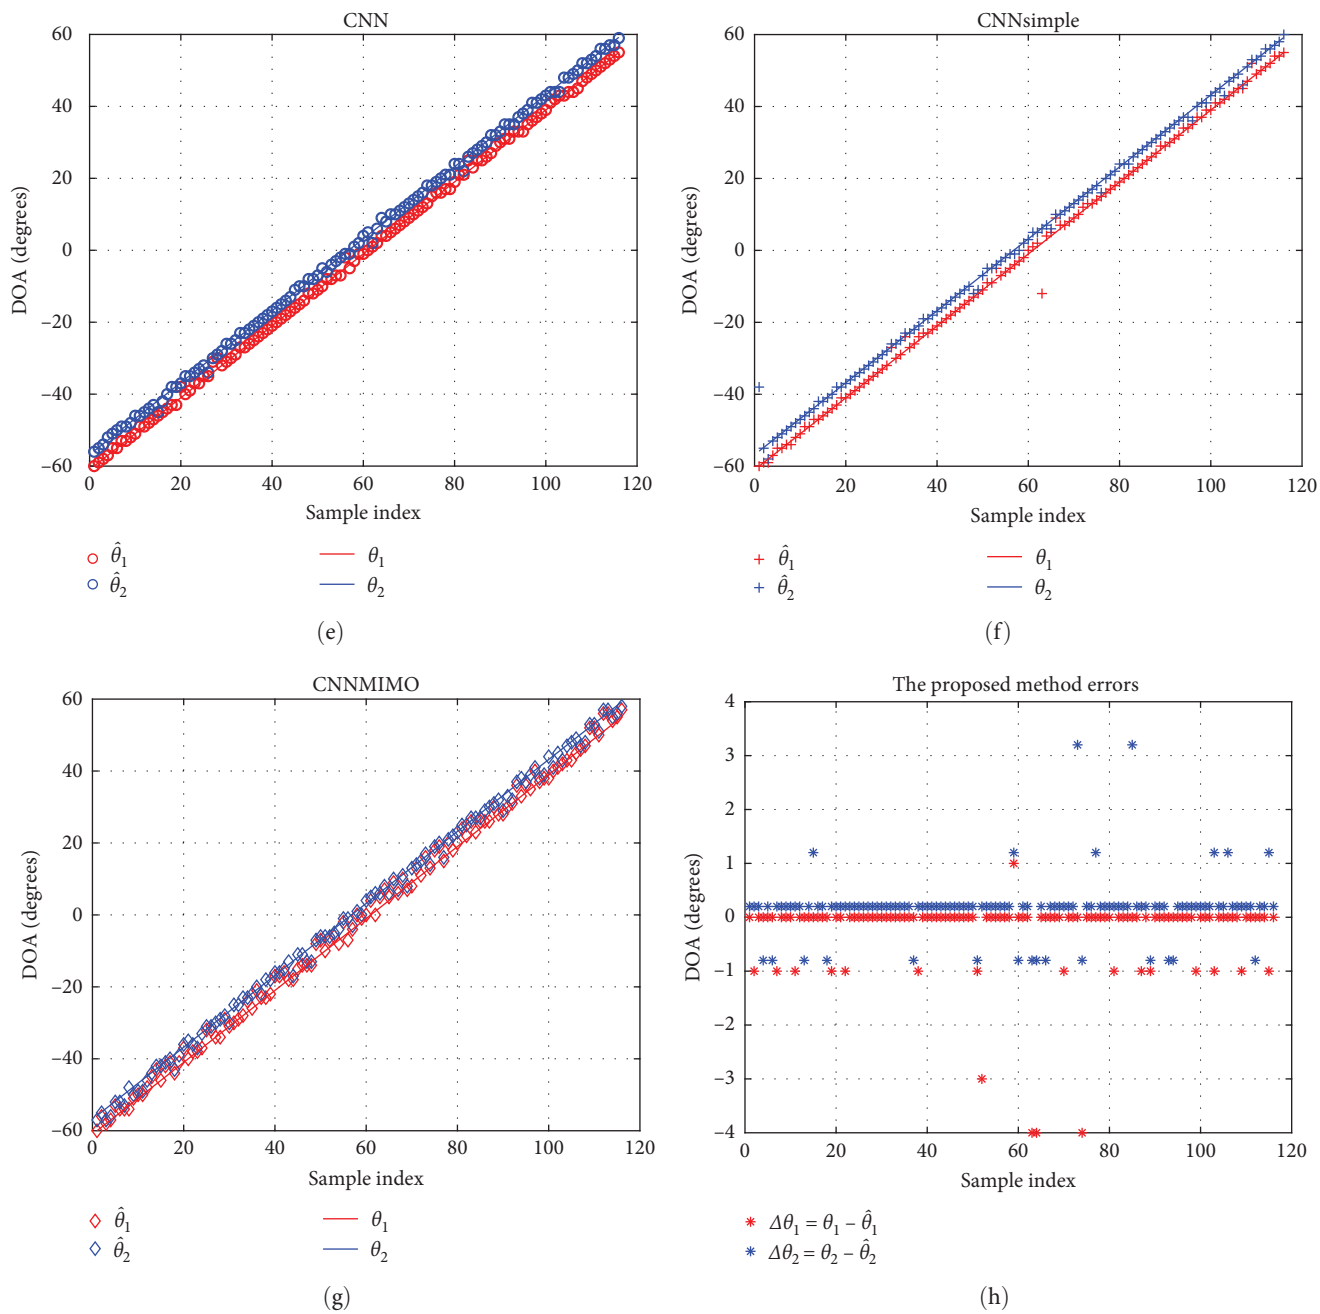 CNN
60
40
20
0
–20
–40
–60
DOA (degrees)
0 20 40 60 80 100 120
Sample index
θ̂1 θ1
θ̂2 θ2
(e)
CNNsimple
60
40
20
0
–20
–40
–60
DOA (degrees)
0 20 40 60 80 100 120
Sample index
θ̂1 θ1
θ̂2 θ2
(f)
CNNMIMO
60
40
20
0
–20
–40
–60
DOA (degrees)
0 20 40 60 80 100 120
Sample index
θ̂1 θ1
θ̂2 θ2
(g)
The proposed method errors
4
3
2
1
0
–1
–2
–3
–4
DOA (degrees)
0 20 40 60 80 100 120
Sample index
Δθ1 = θ1 – θ̂1
Δθ2 = θ2 – θ̂2
(h)